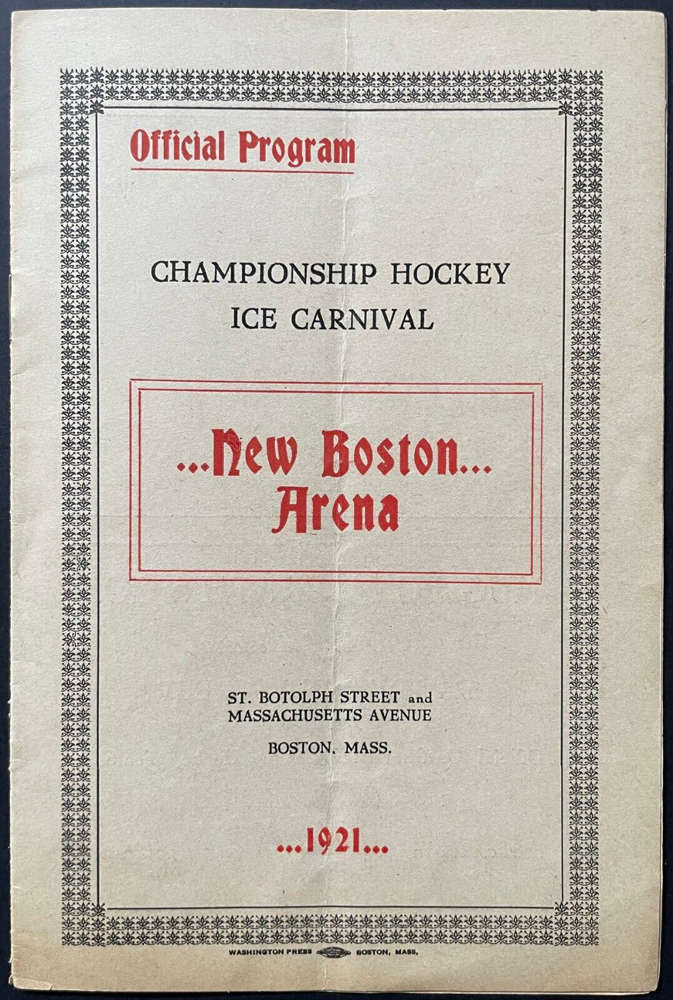 Official Program
CHAMPIONSHIP HOCKEY
ICE CARNIVAL
...New Boston...
Arena
ST. BOTOLPH STREET and
MASSACHUSETTS AVENUE
BOSTON, MASS.
...1921...
WASHINGTON PRESS BOSTON, MASS,